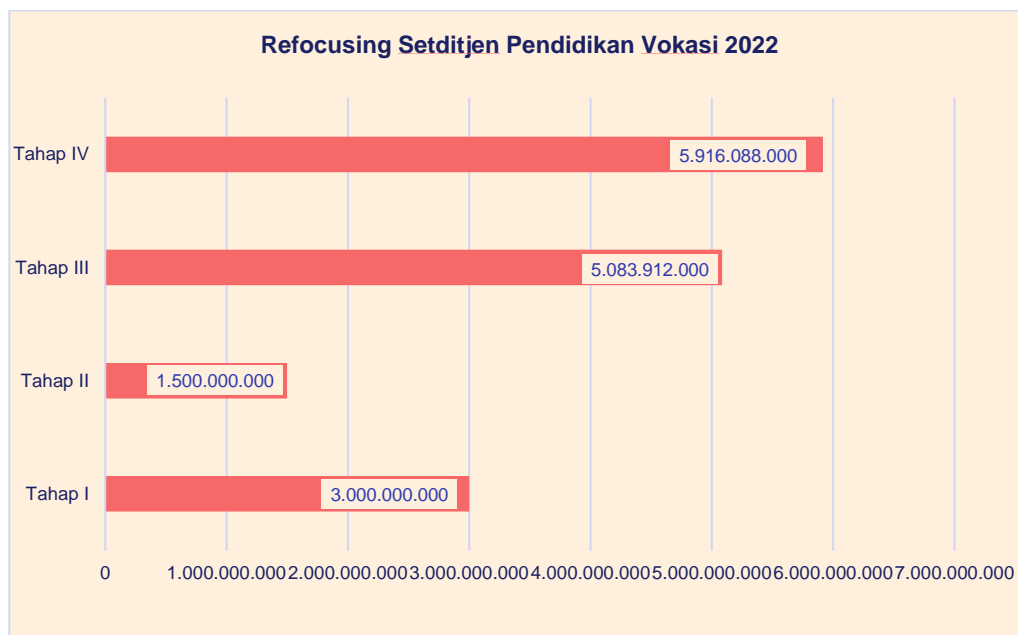 Refocusing Setditjen Pendidikan Vokasi 2022
Tahap IV
5.916.088.000
Tahap III
5.083.912.000
Tahap II
1.500.000.000
Tahap I
3.000.000.000
0 1.000.000.000 2.000.000.000 3.000.000.000 4.000.000.000 5.000.000.000 6.000.000.000 7.000.000.000